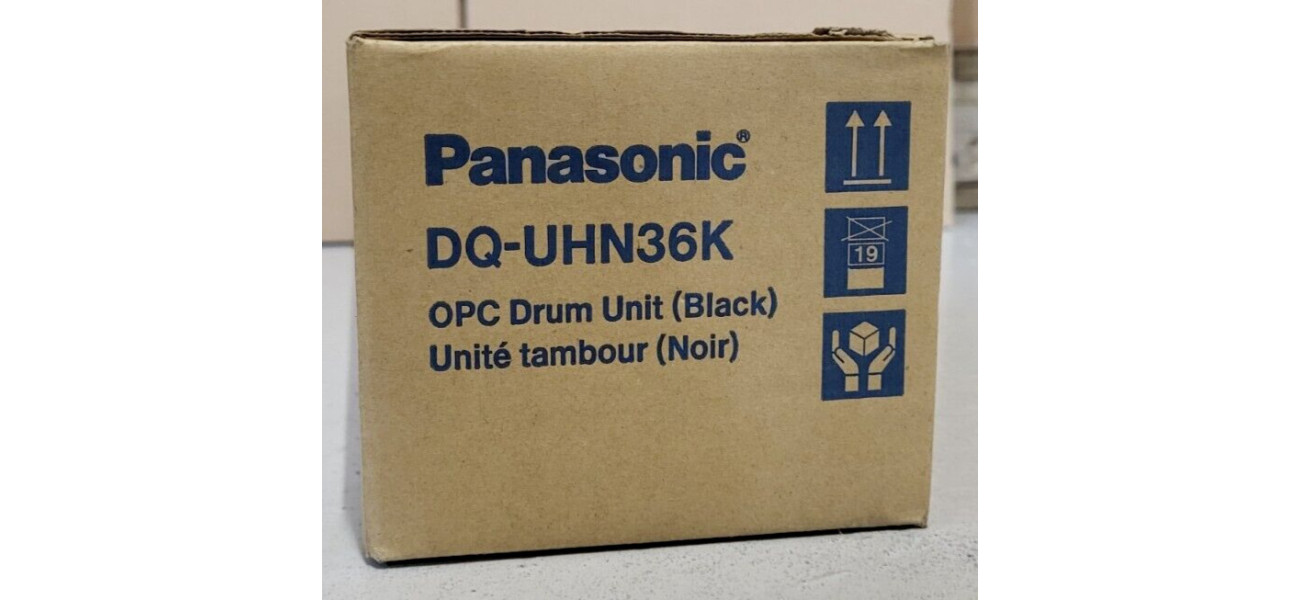 Panasonic®
DQ-UHN36K
OPC Drum Unit (Black)
Unité tambour (Noir)
19